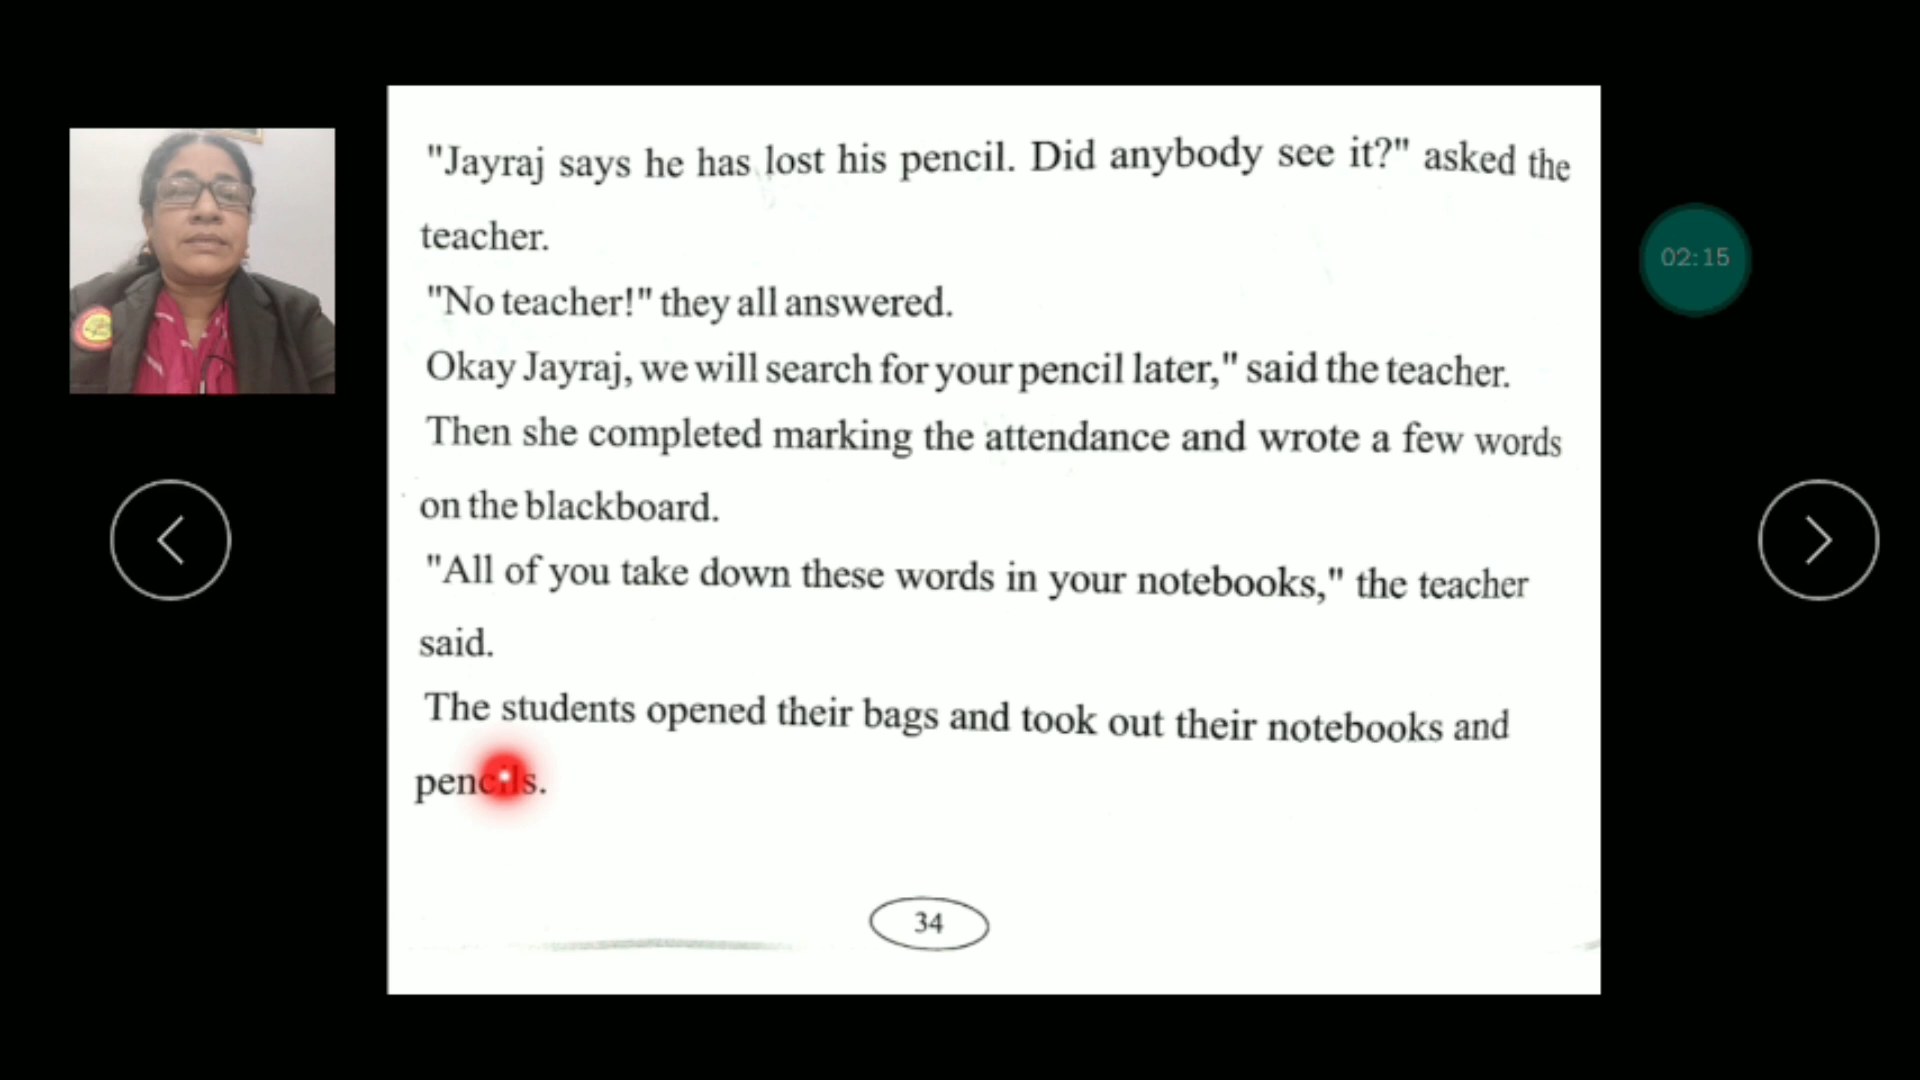 "Jayraj says he has lost his pencil. Did anybody see it?" asked the
teacher.
"No teacher!" they all answered.
Okay Jayraj, we will search for your pencil later," said the teacher.
Then she completed marking the attendance and wrote a few words
on the blackboard.
"All of you take down these words in your notebooks," the teacher
said.
The students opened their bags and took out their notebooks and
pencils.
34
02:15